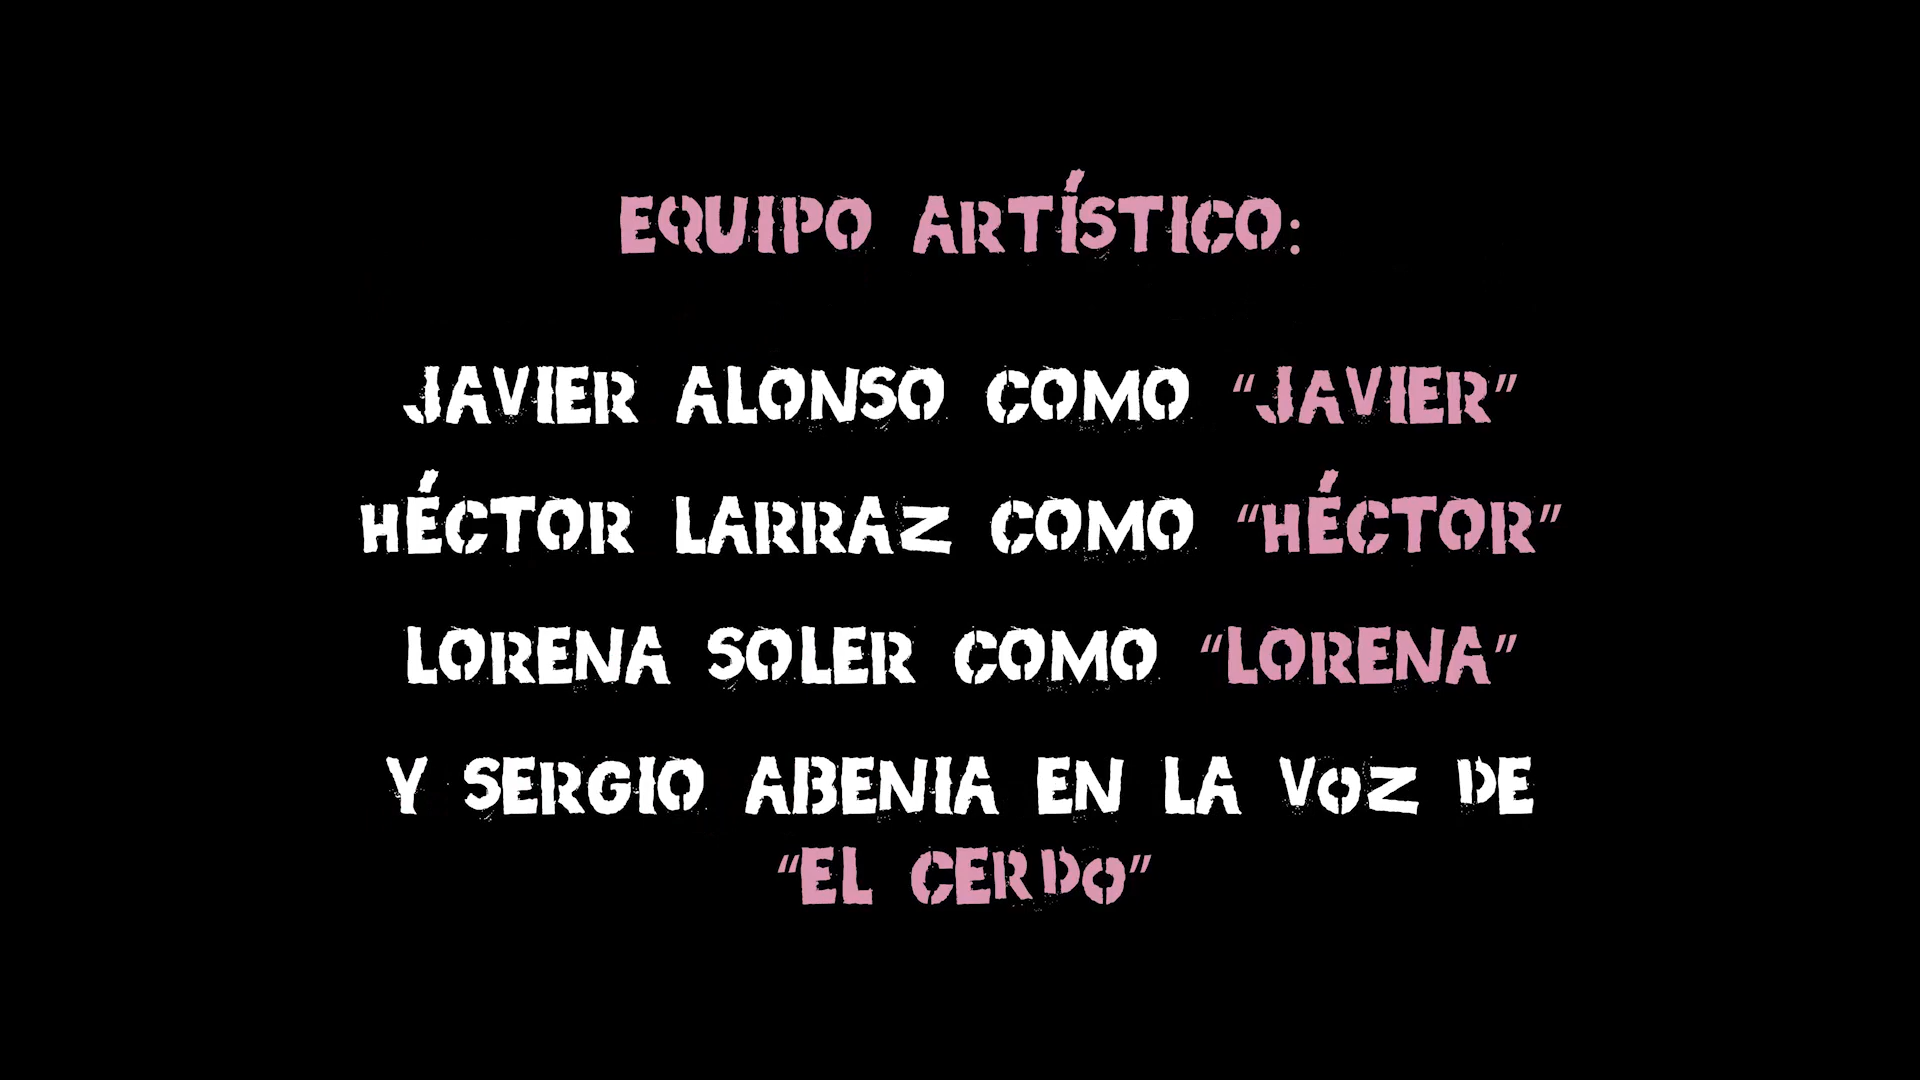 EQUIPO ARTÍSTICO:
JAVIER ALONSO COMO “JAVIER”
HÉCTOR LARRAZ COMO “HÉCTOR”
LORENA SOLER COMO “LORENA”
Y SERGIO ABENIA EN LA VOZ DE
“EL CERDO”